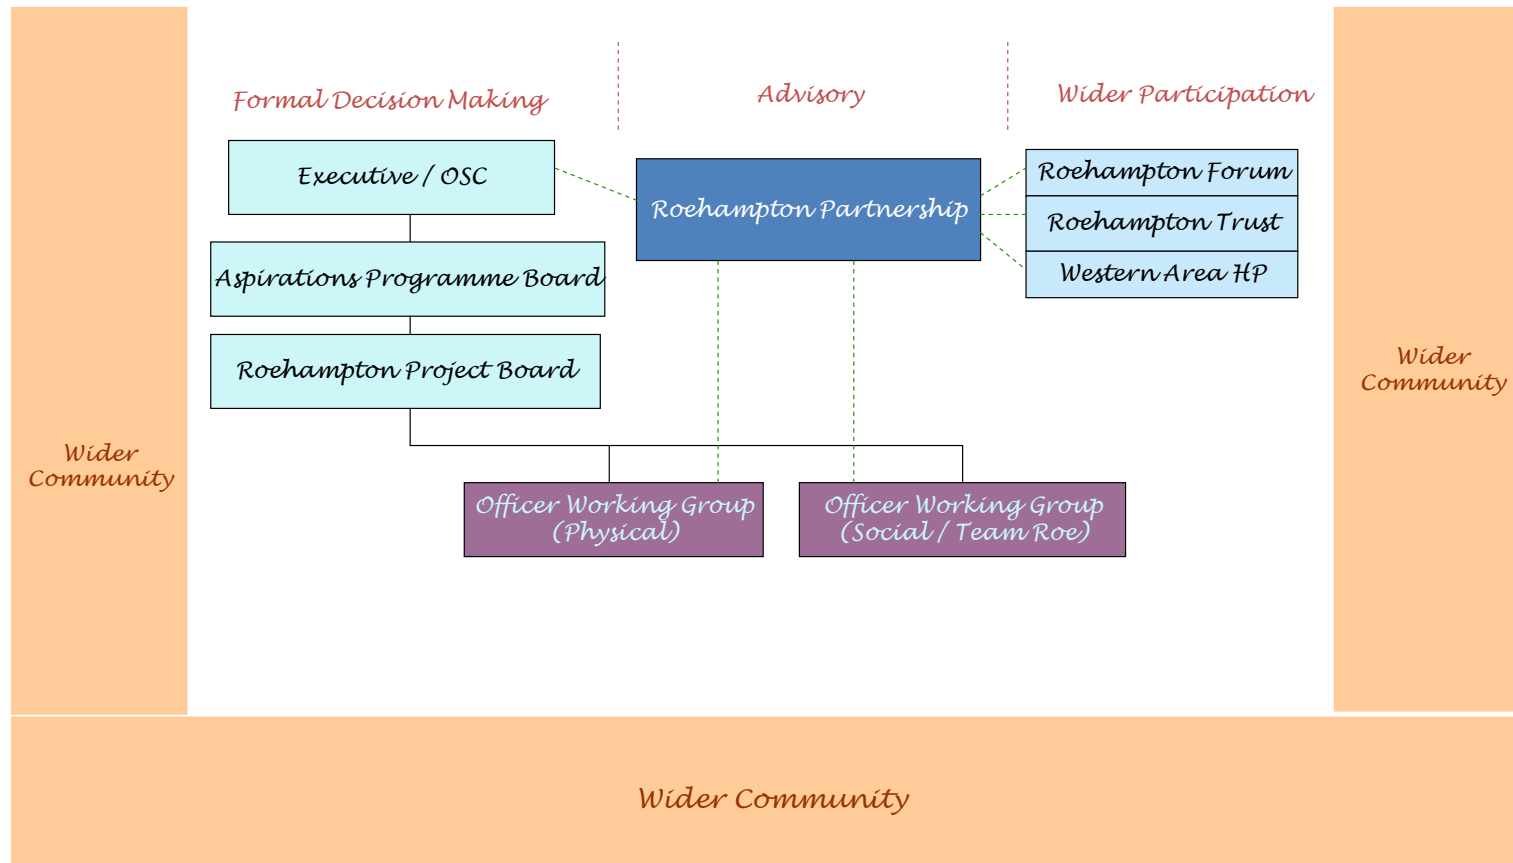 Formal Decision Making
Advisory
Wider Participation
Executive / OSC
Aspirations Programme Board
Roehampton Project Board
Roehampton Partnership
Roehampton Forum
Roehampton Trust
Western Area HP
Officer Working Group
(Physical)
Officer Working Group
(Social / Team Roe)
Wider
Community
Wider
Community
Wider Community